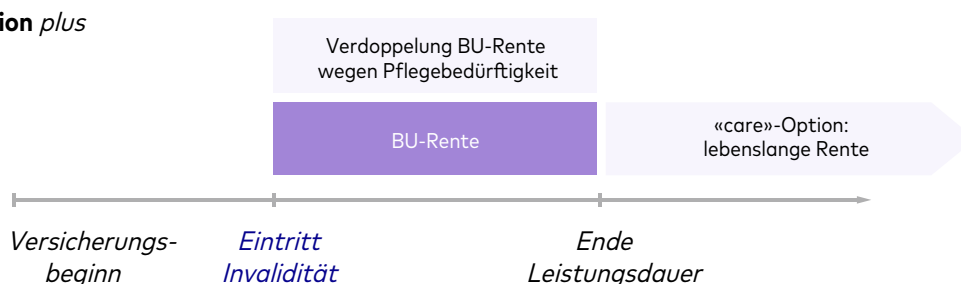 ion plus
Verdoppelung BU-Rente
wegen Pflegebedürftigkeit
BU-Rente
«care»-Option:
lebenslange Rente
Versicherungs-
beginn
Eintritt
Invalidität
Ende
Leistungsdauer